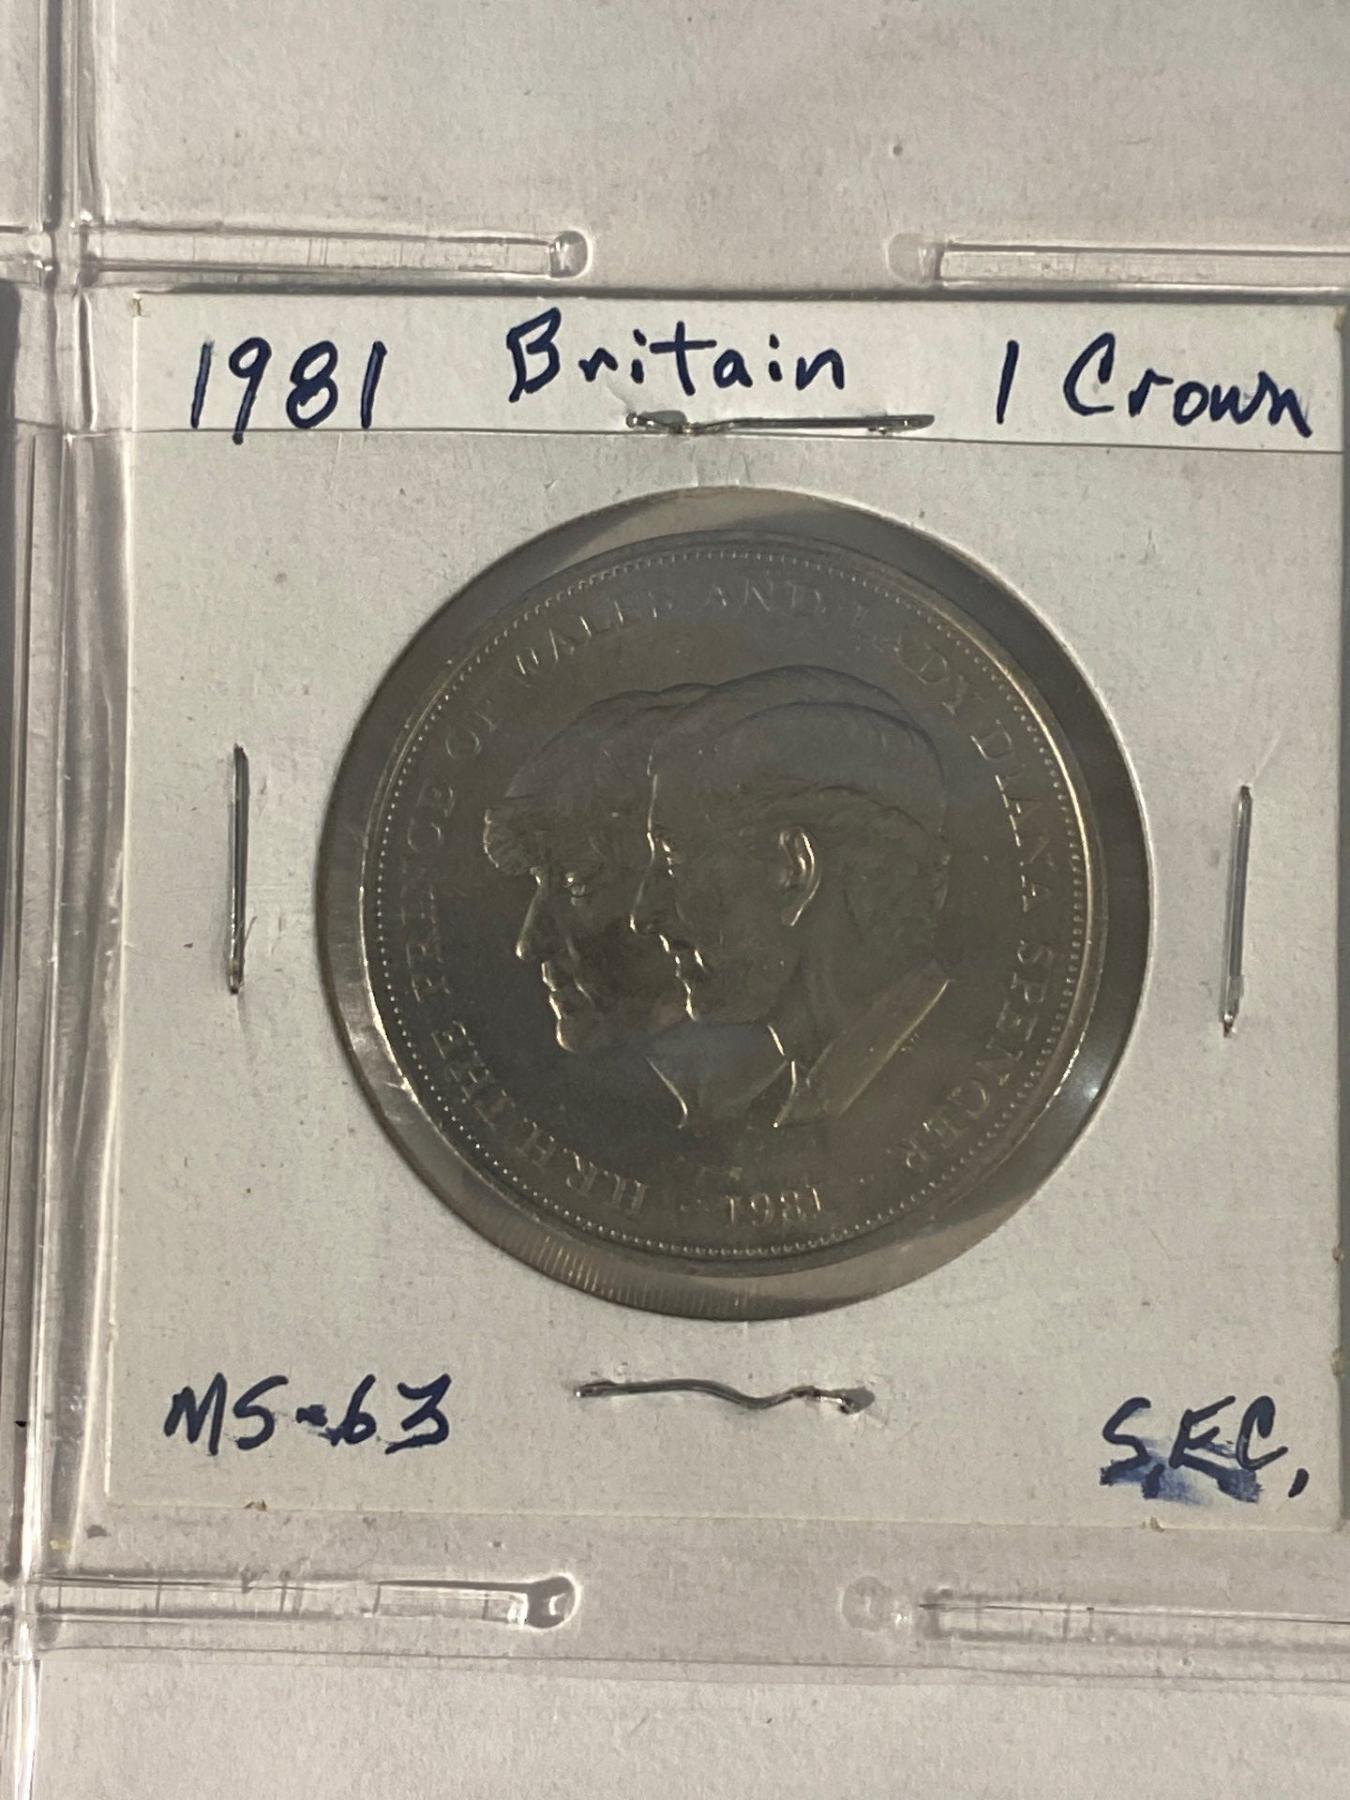 1981 Britain 1 Crown
H.R.H. THE PRINCE OF WALES AND LADY DIANA SPENCER
1981
MS-63 S.E.C.